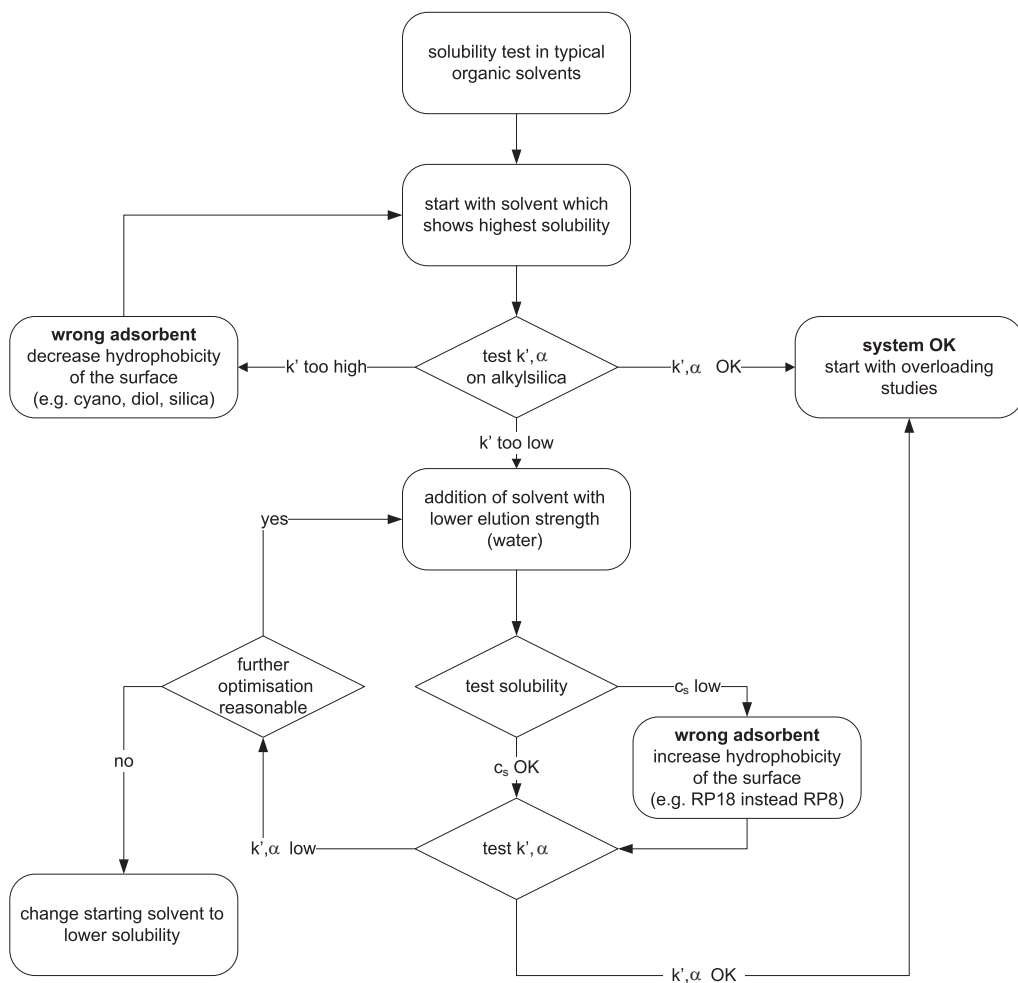 solubility test in typical
organic solvents
start with solvent which
shows highest solubility
wrong adsorbent
decrease hydrophobicity
of the surface
(e.g. cyano, diol, silica)
k’ too high
test k’, α
on alkylsilica
k’,α OK
system OK
start with overloading
studies
k’ too low
addition of solvent with
lower elution strength
(water)
yes
further
optimisation
reasonable
test solubility
cₛ low
wrong adsorbent
increase hydrophobicity
of the surface
(e.g. RP18 instead RP8)
no
cₛ OK
k’,α low
test k’, α
change starting solvent to
lower solubility
k’,α OK